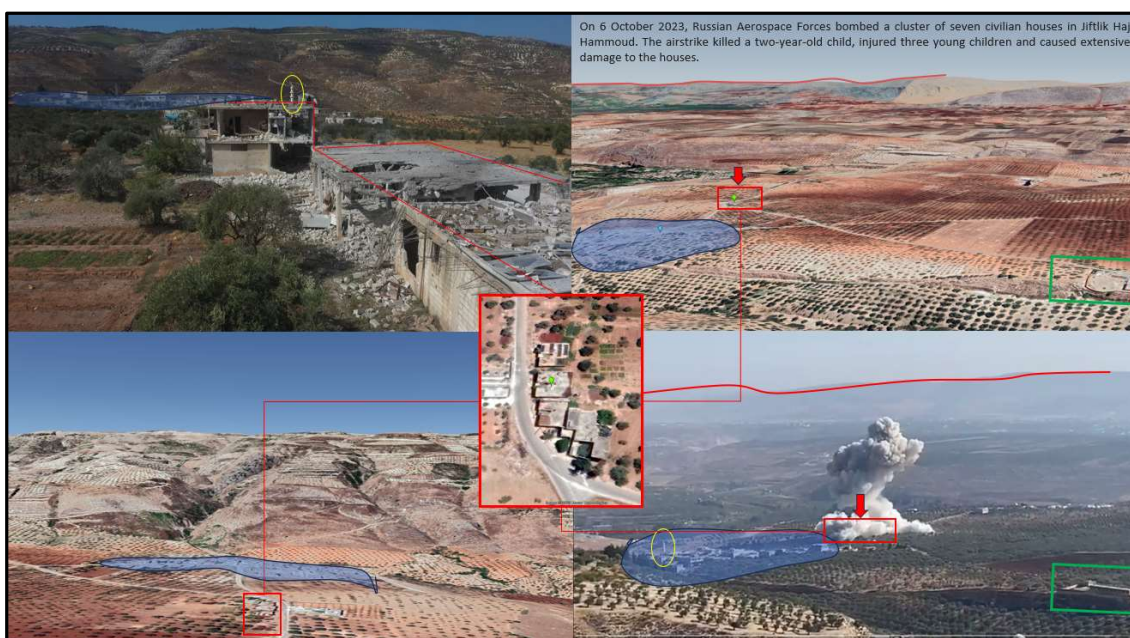 On 6 October 2023, Russian Aerospace Forces bombed a cluster of seven civilian houses in Jiftlik Haj
Hammoud. The airstrike killed a two-year-old child, injured three young children and caused extensive
damage to the houses.